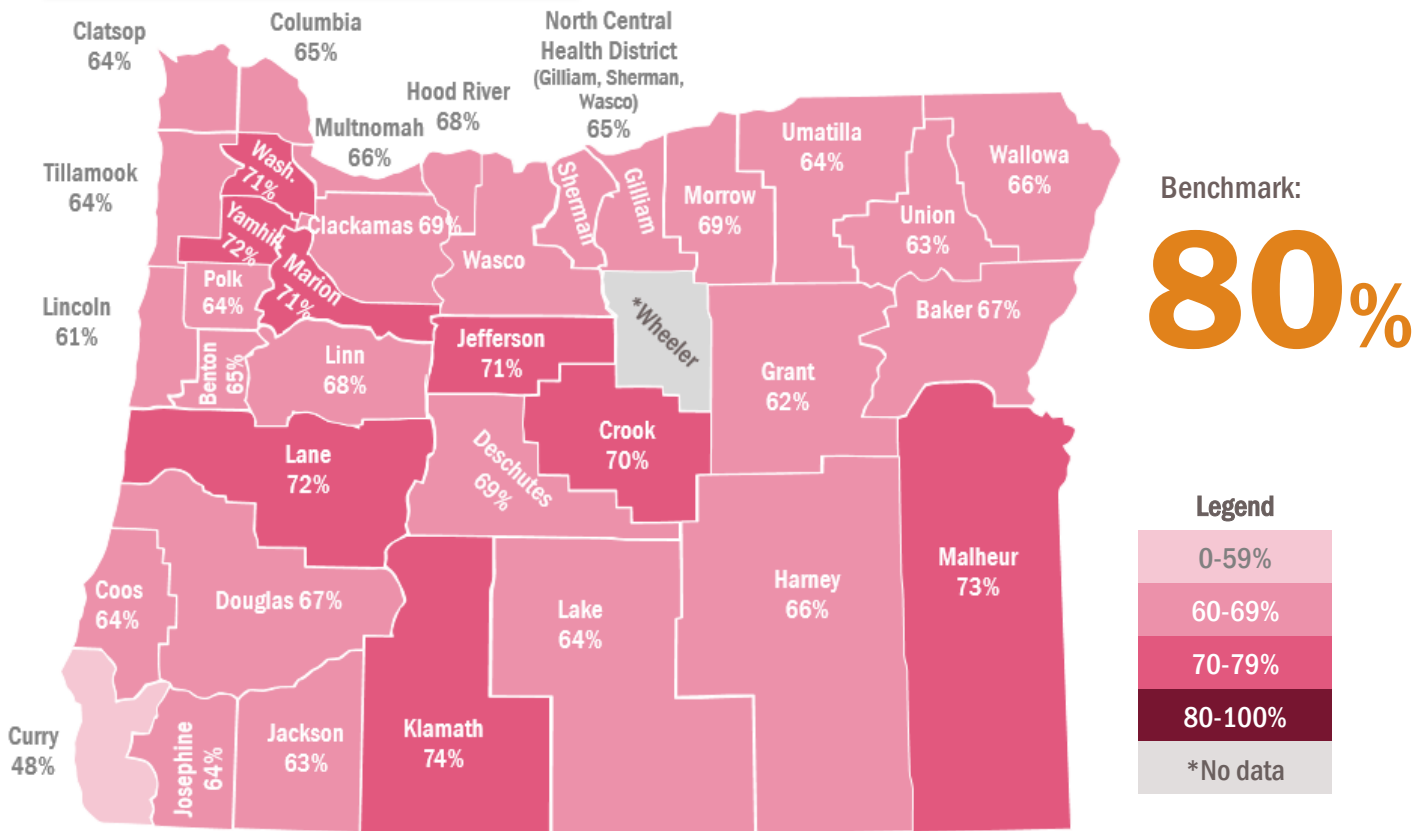 Clatsop
64%
Columbia
65%
North Central
Health District
(Gilliam, Sherman,
Wasco)
65%
Hood River
68%
Multnomah
66%
Tillamook
64%
Wash.
71%
Yamhill
72%
Clackamas 69%
Marion
71%
Polk
64%
Lincoln
61%
Benton
65%
Linn
68%
Wasco
Sherman
Gilliam
Morrow
69%
Umatilla
64%
Union
63%
Wallowa
66%
Baker 67%
*Wheeler
Jefferson
71%
Grant
62%
Crook
70%
Deschutes
69%
Lane
72%
Douglas 67%
Coos
64%
Curry
48%
Josephine
64%
Jackson
63%
Klamath
74%
Lake
64%
Harney
66%
Malheur
73%
Benchmark:
80%
Legend
0-59%
60-69%
70-79%
80-100%
*No data